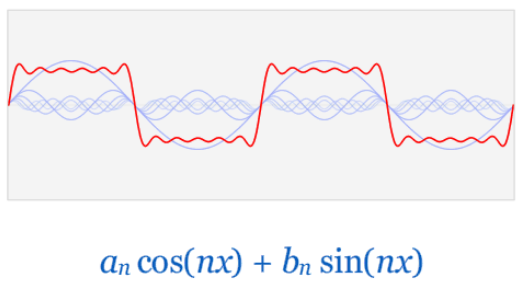 aₙ cos(nx) + bₙ sin(nx)